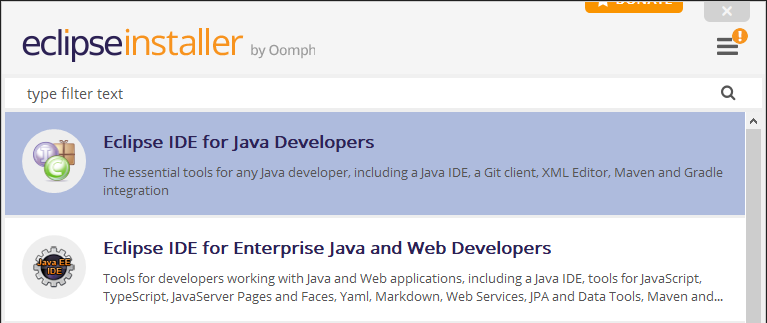 DONATE
eclipseinstaller by Oomph
type filter text
Eclipse IDE for Java Developers
The essential tools for any Java developer, including a Java IDE, a Git client, XML Editor, Maven and Gradle
integration
Java EE
IDE
Eclipse IDE for Enterprise Java and Web Developers
Tools for developers working with Java and Web applications, including a Java IDE, tools for JavaScript,
TypeScript, JavaServer Pages and Faces, Yaml, Markdown, Web Services, JPA and Data Tools, Maven and...